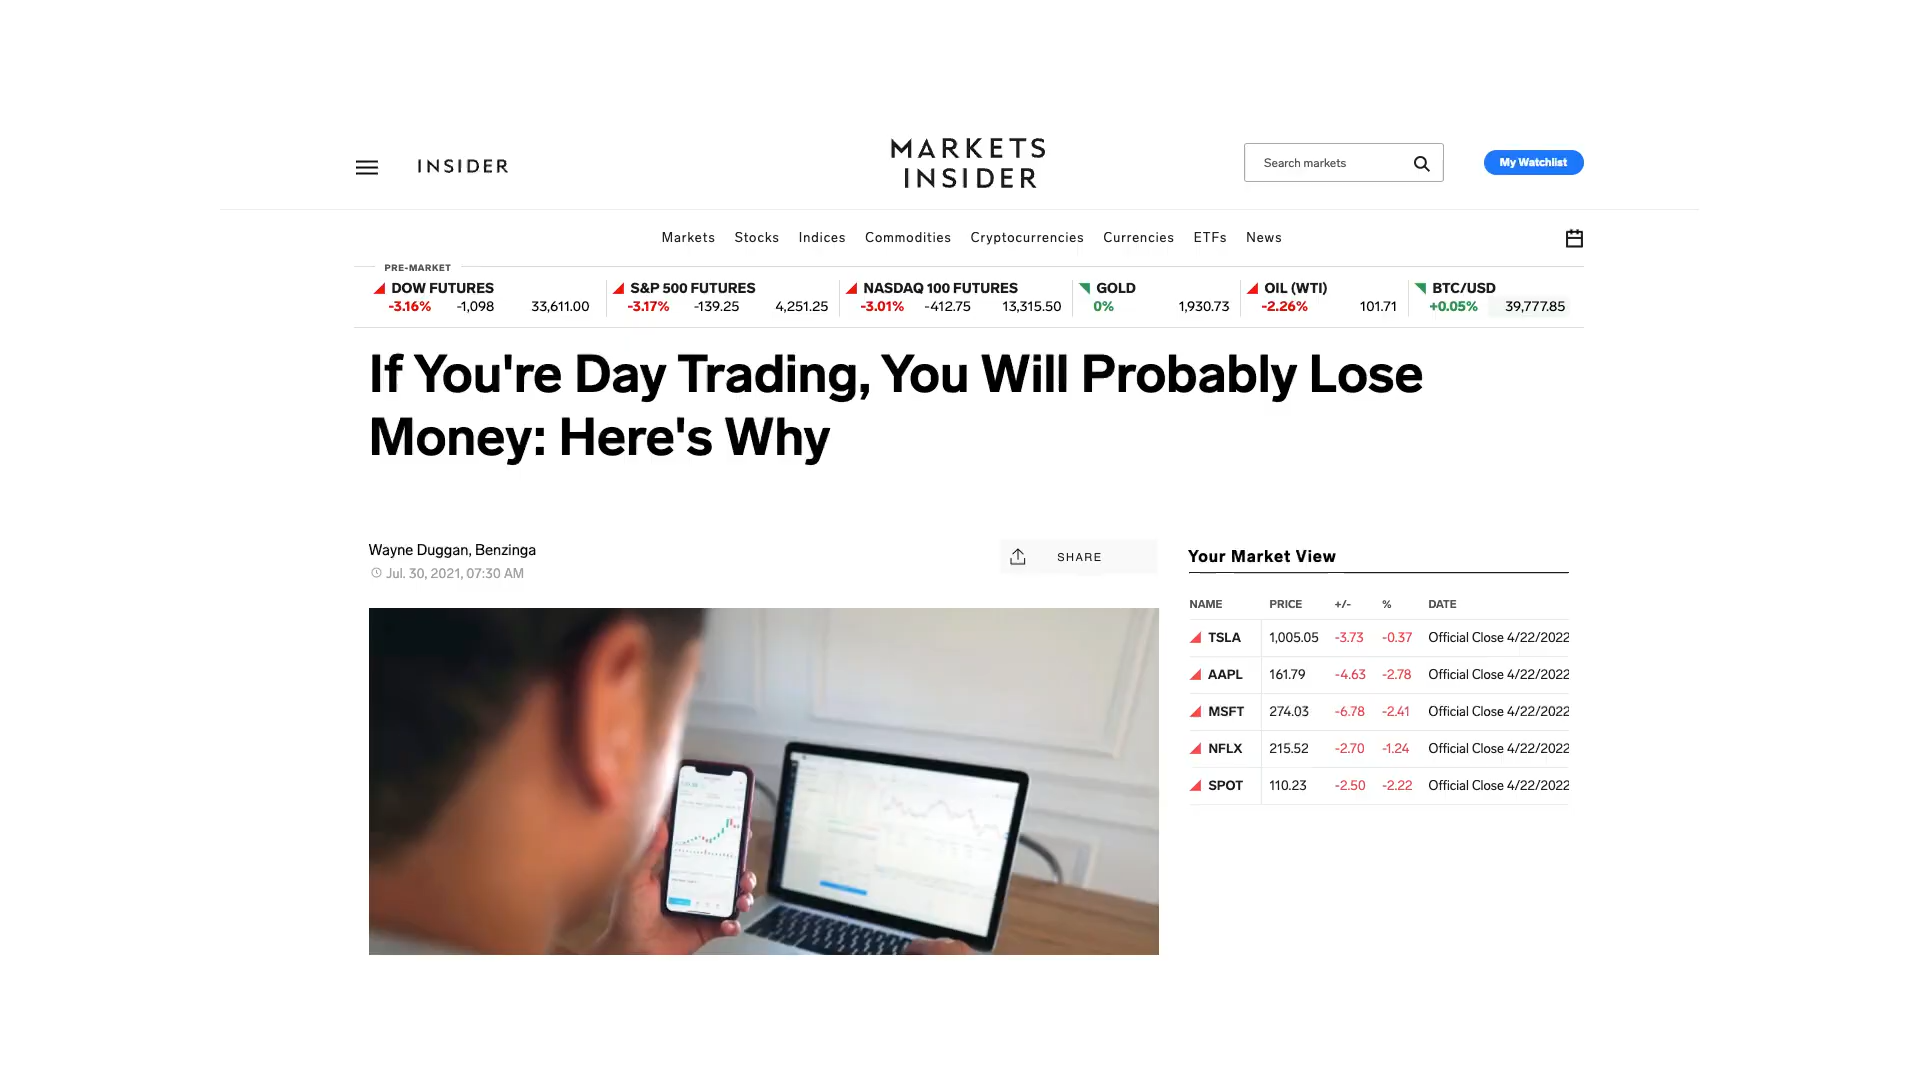 INSIDER
MARKETS
INSIDER
Search markets
My Watchlist
Markets Stocks Indices Commodities Cryptocurrencies Currencies ETFs News
PRE-MARKET
DOW FUTURES
-3.16% -1,098 33,611.00
S&P 500 FUTURES
-3.17% -139.25 4,251.25
NASDAQ 100 FUTURES
-3.01% -412.75 13,315.50
GOLD
0% 1,930.73
OIL (WTI)
-2.26% 101.71
BTC/USD
+0.05% 39,777.85
If You're Day Trading, You Will Probably Lose
Money: Here's Why
Wayne Duggan, Benzinga
Jul. 30, 2021, 07:30 AM
SHARE
Your Market View
NAME PRICE +/- % DATE
TSLA 1,005.05 -3.73 -0.37 Official Close 4/22/2022
AAPL 161.79 -4.63 -2.78 Official Close 4/22/2022
MSFT 274.03 -6.78 -2.41 Official Close 4/22/2022
NFLX 215.52 -2.70 -1.24 Official Close 4/22/2022
SPOT 110.23 -2.50 -2.22 Official Close 4/22/2022